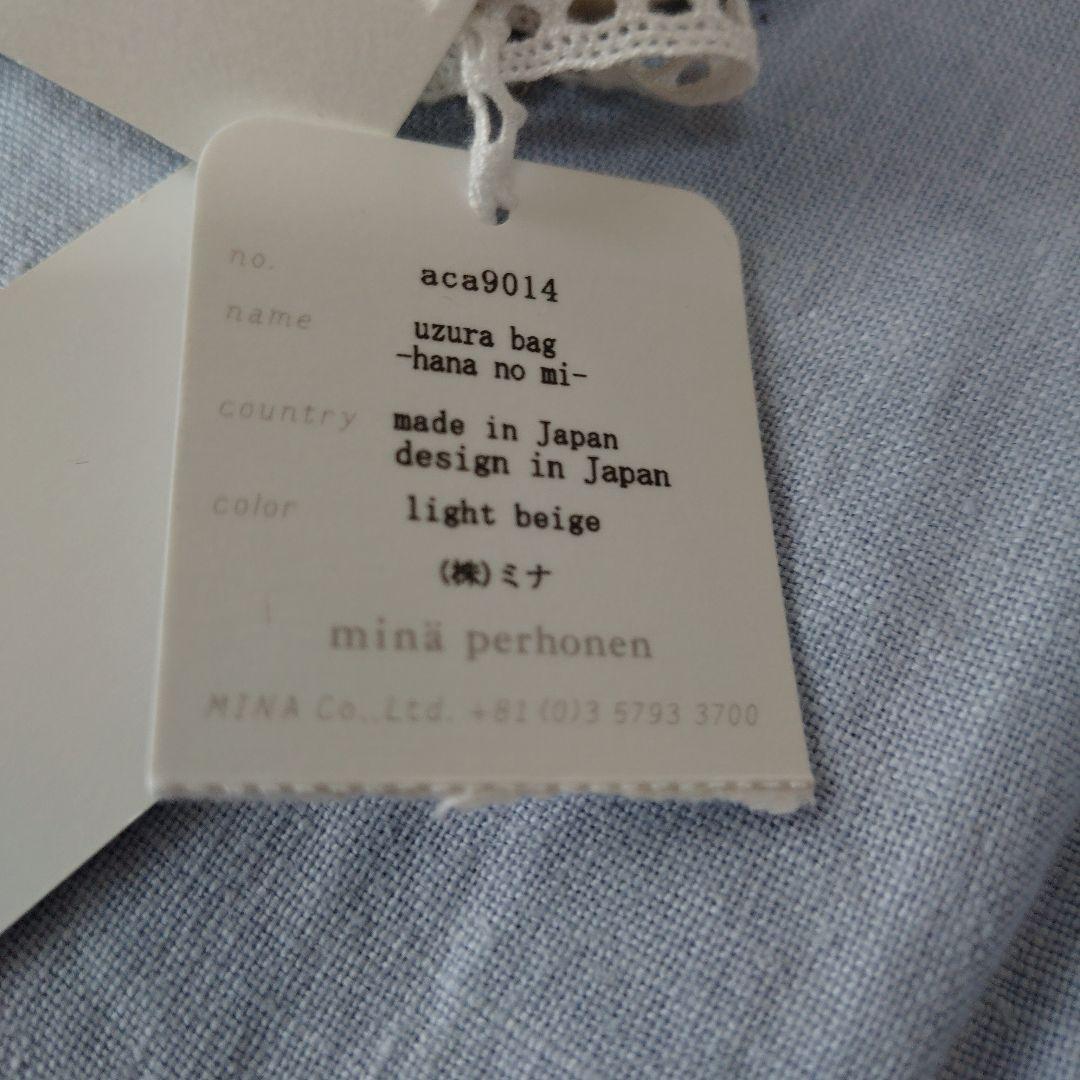 no. aca9014
name uzura bag
-hana no mi-
country made in Japan
design in Japan
color light beige
(株)ミナ
minä perhonen
MINA Co.,Ltd. +81(0)3 5793 3700